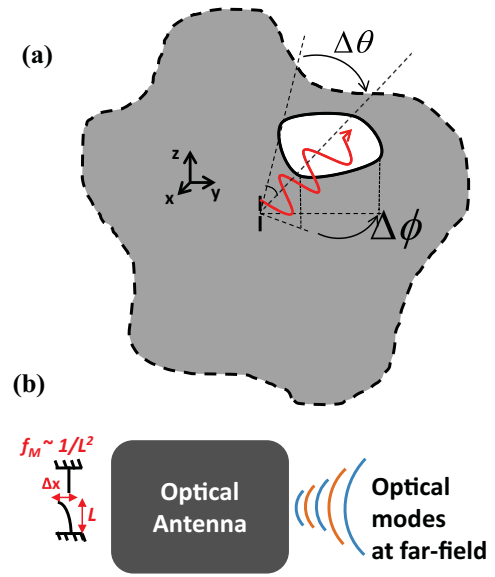 (a)
Δθ
z
x
y
Δϕ
(b)
f_M ~ 1/L²
Δx
L
Optical
Antenna
Optical
modes
at far-field